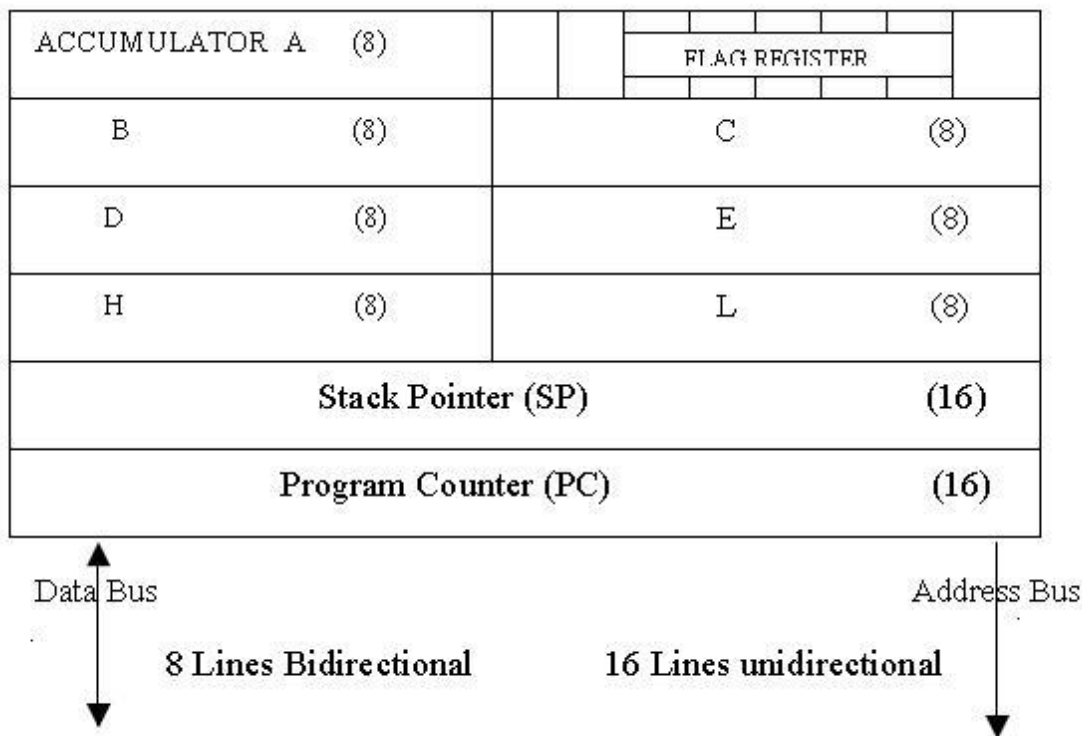 ACCUMULATOR A (8) FLAG REGISTER
B (8) C (8)
D (8) E (8)
H (8) L (8)
Stack Pointer (SP) (16)
Program Counter (PC) (16)
Data Bus Address Bus
8 Lines Bidirectional 16 Lines unidirectional